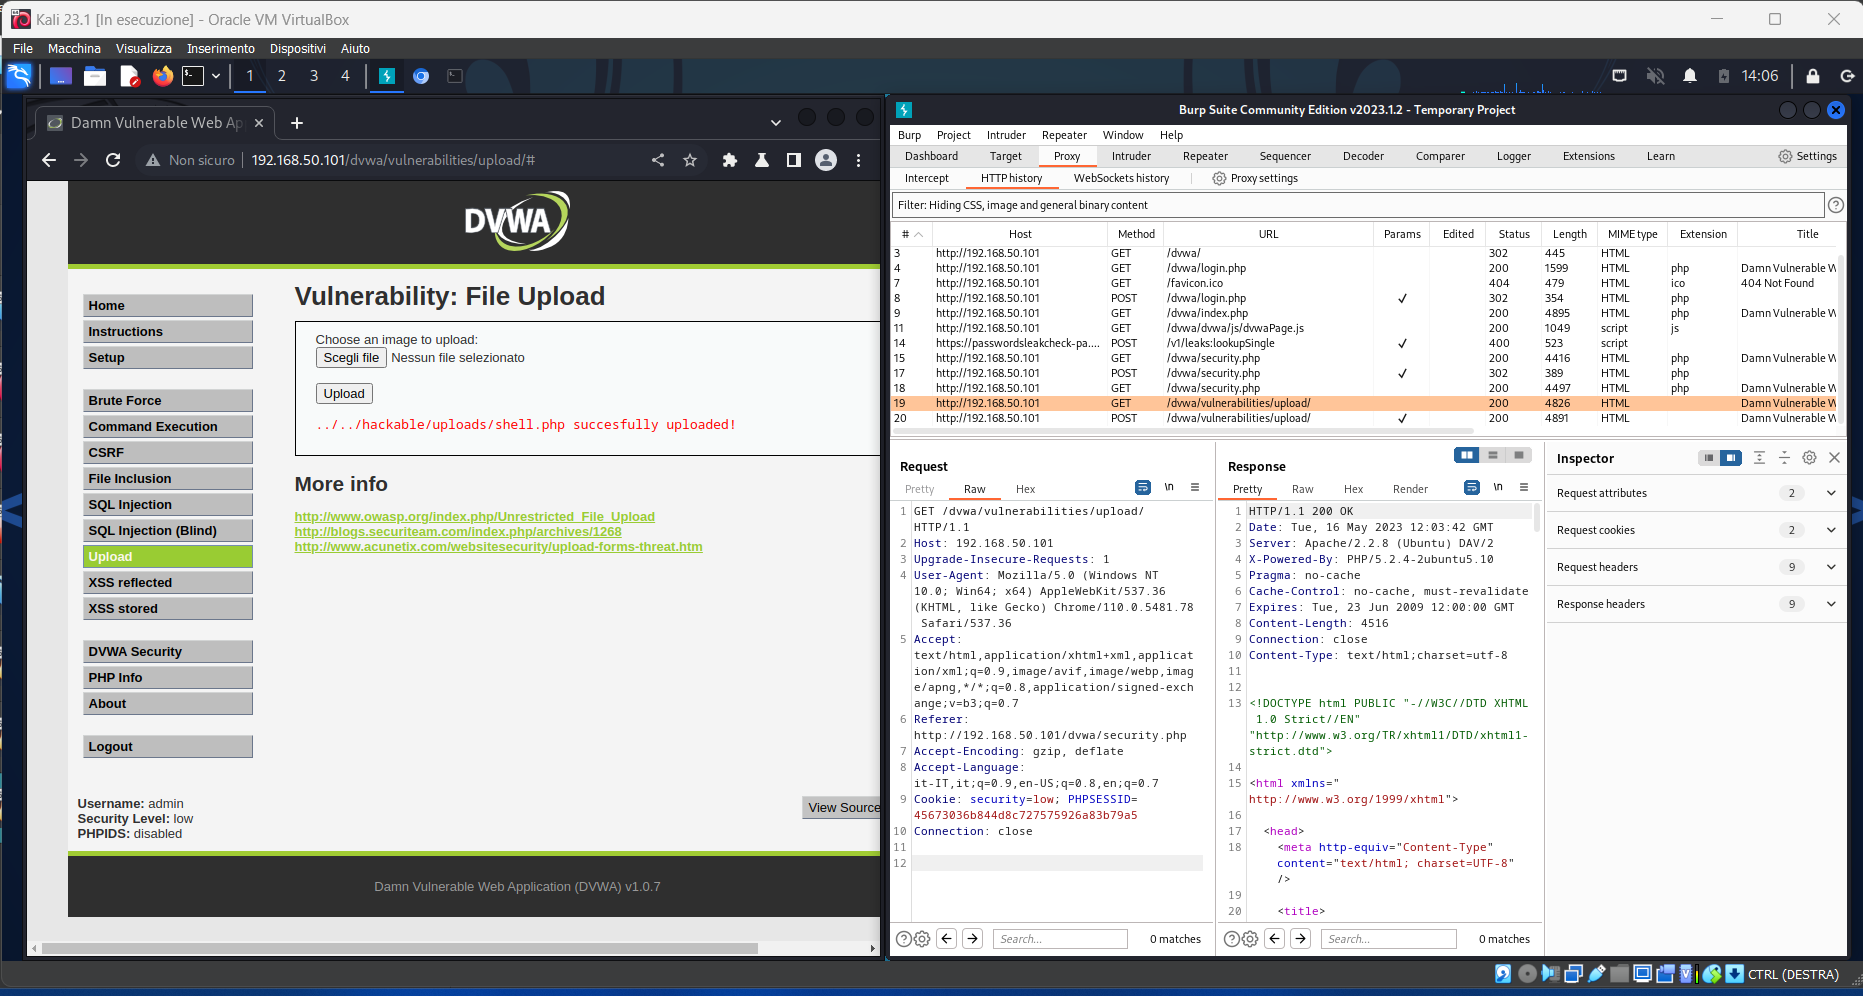 Kali 23.1 [In esecuzione] - Oracle VM VirtualBox
File Macchina Visualizza Inserimento Dispositivi Aiuto
1 2 3 4 14:06
Damn Vulnerable Web Ap
Non sicuro 192.168.50.101/dvwa/vulnerabilities/upload/#
DVWA
Home
Instructions
Setup
Brute Force
Command Execution
CSRF
File Inclusion
SQL Injection
SQL Injection (Blind)
Upload
XSS reflected
XSS stored
DVWA Security
PHP Info
About
Logout
Vulnerability: File Upload
Choose an image to upload:
Scegli file Nessun file selezionato
Upload
../../hackable/uploads/shell.php succesfully uploaded!
More info
http://www.owasp.org/index.php/Unrestricted_File_Upload
http://blogs.securiteam.com/index.php/archives/1268
http://www.acunetix.com/websitesecurity/upload-forms-threat.htm
Username: admin
Security Level: low
PHPIDS: disabled
View Source
Damn Vulnerable Web Application (DVWA) v1.0.7
Burp Suite Community Edition v2023.1.2 - Temporary Project
Burp Project Intruder Repeater Window Help
Dashboard Target Proxy Intruder Repeater Sequencer Decoder Comparer Logger Extensions Learn Settings
Intercept HTTP history WebSockets history Proxy settings
Filter: Hiding CSS, image and general binary content
# Host Method URL Params Edited Status Length MIME type Extension Title
3 http://192.168.50.101 GET /dvwa/ 302 445 HTML
4 http://192.168.50.101 GET /dvwa/login.php 200 1599 HTML php Damn Vulnerable W
7 http://192.168.50.101 GET /favicon.ico 404 479 HTML ico 404 Not Found
8 http://192.168.50.101 POST /dvwa/login.php ✓ 302 354 HTML php
9 http://192.168.50.101 GET /dvwa/index.php 200 4895 HTML php Damn Vulnerable W
11 http://192.168.50.101 GET /dvwa/dvwa/js/dvwaPage.js 200 1049 script js
14 https://passwordsleakcheck-pa.... POST /v1/leaks:lookupSingle ✓ 400 523 script
15 http://192.168.50.101 GET /dvwa/security.php 200 4416 HTML php Damn Vulnerable W
17 http://192.168.50.101 POST /dvwa/security.php ✓ 302 389 HTML php
18 http://192.168.50.101 GET /dvwa/security.php 200 4497 HTML php Damn Vulnerable W
19 http://192.168.50.101 GET /dvwa/vulnerabilities/upload/ 200 4826 HTML Damn Vulnerable W
20 http://192.168.50.101 POST /dvwa/vulnerabilities/upload/ ✓ 200 4891 HTML Damn Vulnerable W
Request
Pretty Raw Hex \n
1 GET /dvwa/vulnerabilities/upload/
HTTP/1.1
2 Host: 192.168.50.101
3 Upgrade-Insecure-Requests: 1
4 User-Agent: Mozilla/5.0 (Windows NT
10.0; Win64; x64) AppleWebKit/537.36
(KHTML, like Gecko) Chrome/110.0.5481.78
Safari/537.36
5 Accept:
text/html,application/xhtml+xml,applicat
ion/xml;q=0.9,image/avif,image/webp,imag
e/apng,*/*;q=0.8,application/signed-exch
ange;v=b3;q=0.7
6 Referer:
http://192.168.50.101/dvwa/security.php
7 Accept-Encoding: gzip, deflate
8 Accept-Language:
it-IT,it;q=0.9,en-US;q=0.8,en;q=0.7
9 Cookie: security=low; PHPSESSID=
45673036b844d8c727575926a83b79a5
10 Connection: close
11
12
Search... 0 matches
Response
Pretty Raw Hex Render \n
1 HTTP/1.1 200 OK
2 Date: Tue, 16 May 2023 12:03:42 GMT
3 Server: Apache/2.2.8 (Ubuntu) DAV/2
4 X-Powered-By: PHP/5.2.4-2ubuntu5.10
5 Pragma: no-cache
6 Cache-Control: no-cache, must-revalidate
7 Expires: Tue, 23 Jun 2009 12:00:00 GMT
8 Content-Length: 4516
9 Connection: close
10 Content-Type: text/html;charset=utf-8
11
12
13 <!DOCTYPE html PUBLIC "-//W3C//DTD XHTML
1.0 Strict//EN"
"http://www.w3.org/TR/xhtml1/DTD/xhtml1-
strict.dtd">
14
15 <html xmlns="
http://www.w3.org/1999/xhtml">
16
17 <head>
18 <meta http-equiv="Content-Type"
content="text/html; charset=UTF-8"
/>
19
20 <title>
Search... 0 matches
Inspector
Request attributes 2
Request cookies 2
Request headers 9
Response headers 9
CTRL (DESTRA)